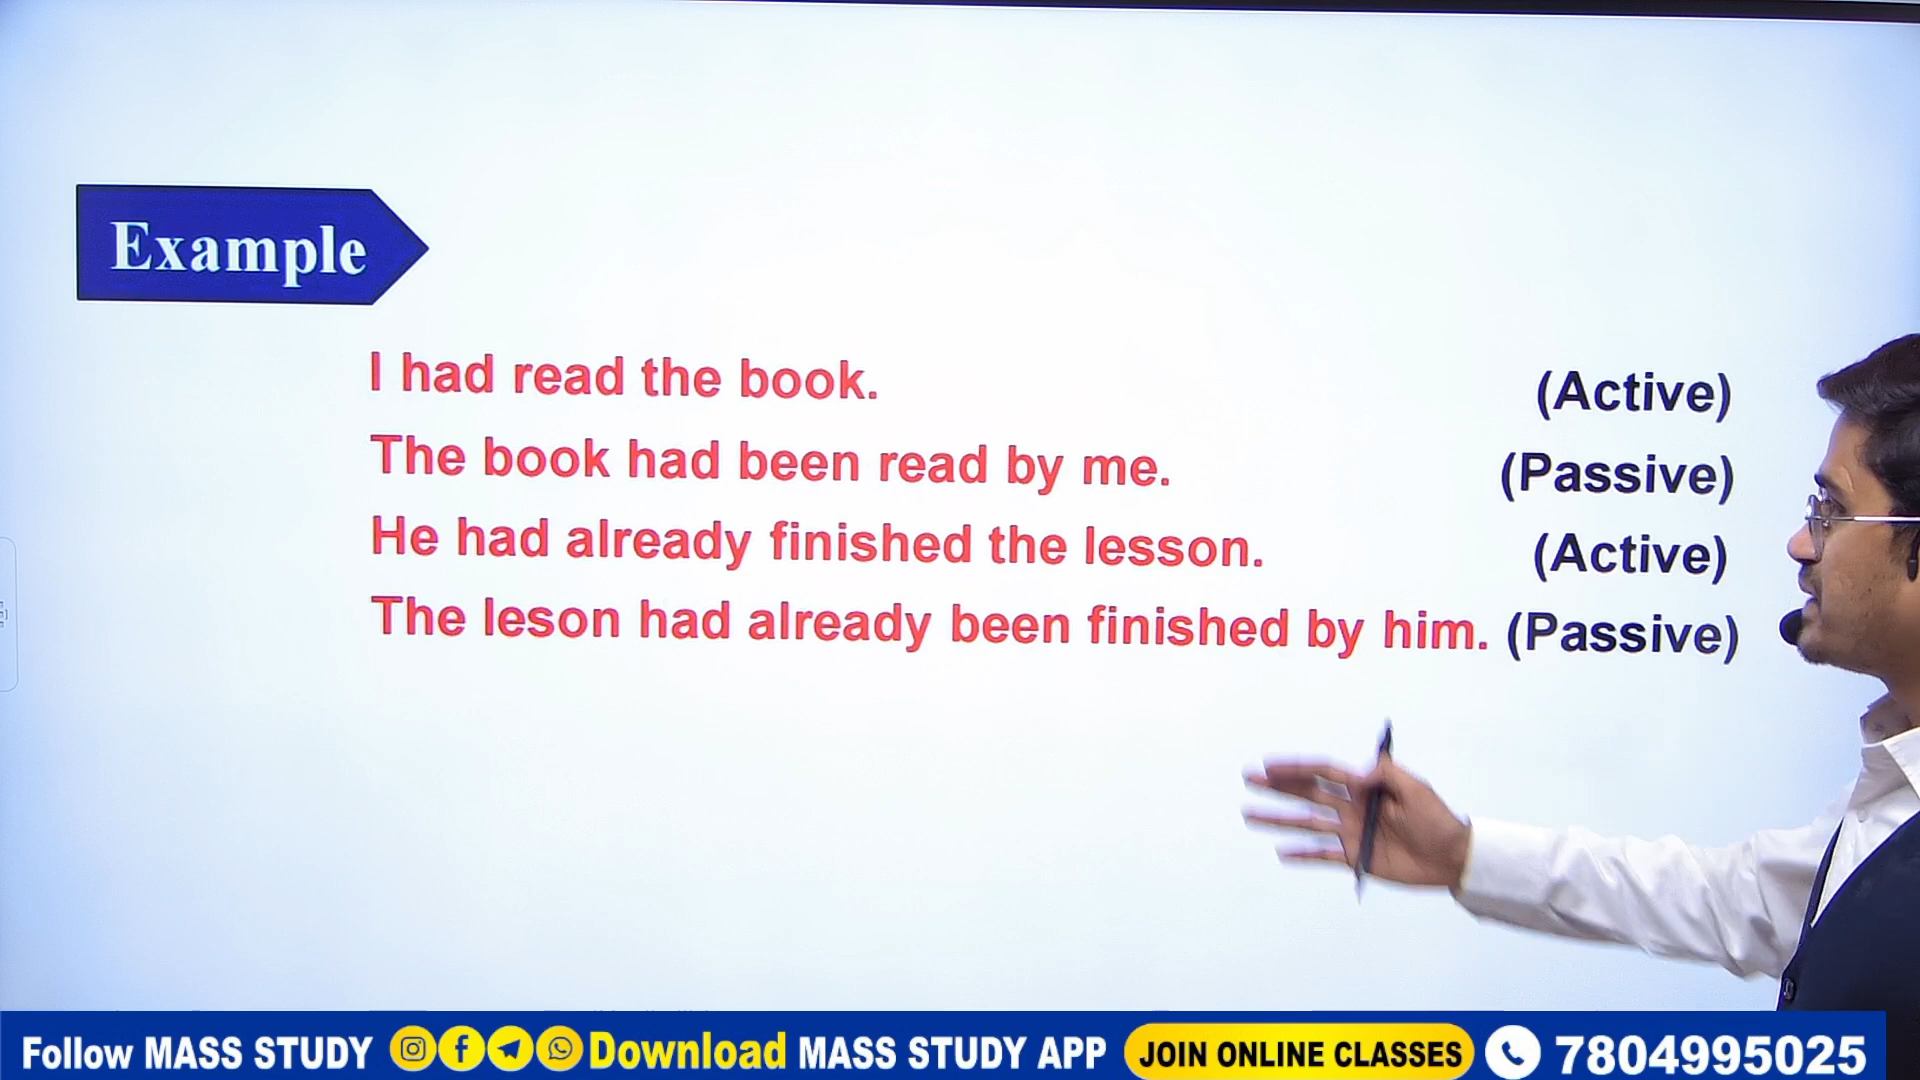 Example
I had read the book. (Active)
The book had been read by me. (Passive)
He had already finished the lesson. (Active)
The leson had already been finished by him. (Passive)
Follow MASS STUDY Download MASS STUDY APP JOIN ONLINE CLASSES 7804995025